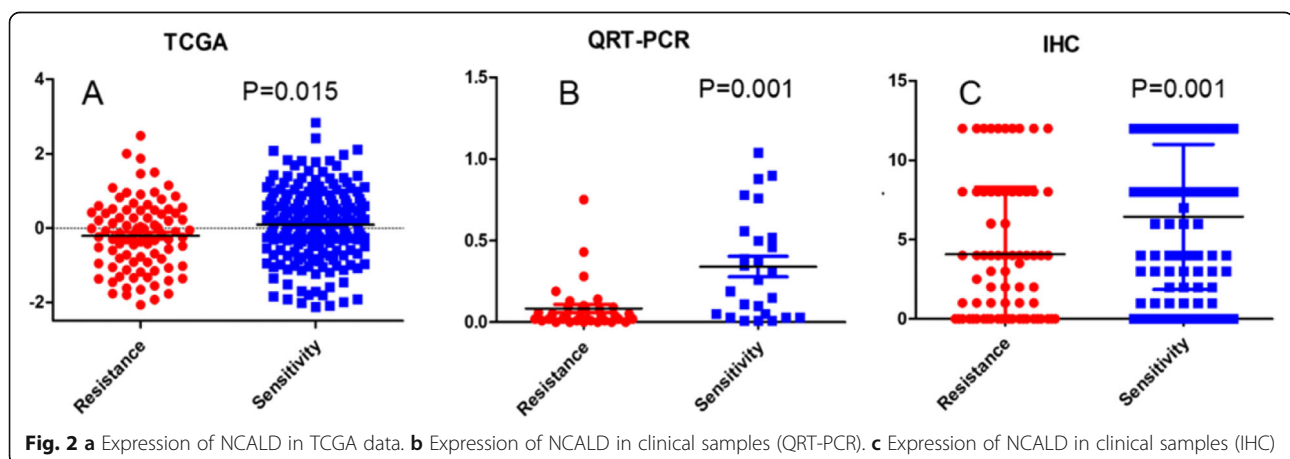 TCGA
A
P=0.015
4
2
0
-2
Resistance
Sensitivity
QRT-PCR
B
P=0.001
1.5
1.0
0.5
0.0
Resistance
Sensitivity
IHC
C
P=0.001
15
10
5
0
Resistance
Sensitivity
Fig. 2 a Expression of NCALD in TCGA data. b Expression of NCALD in clinical samples (QRT-PCR). c Expression of NCALD in clinical samples (IHC)